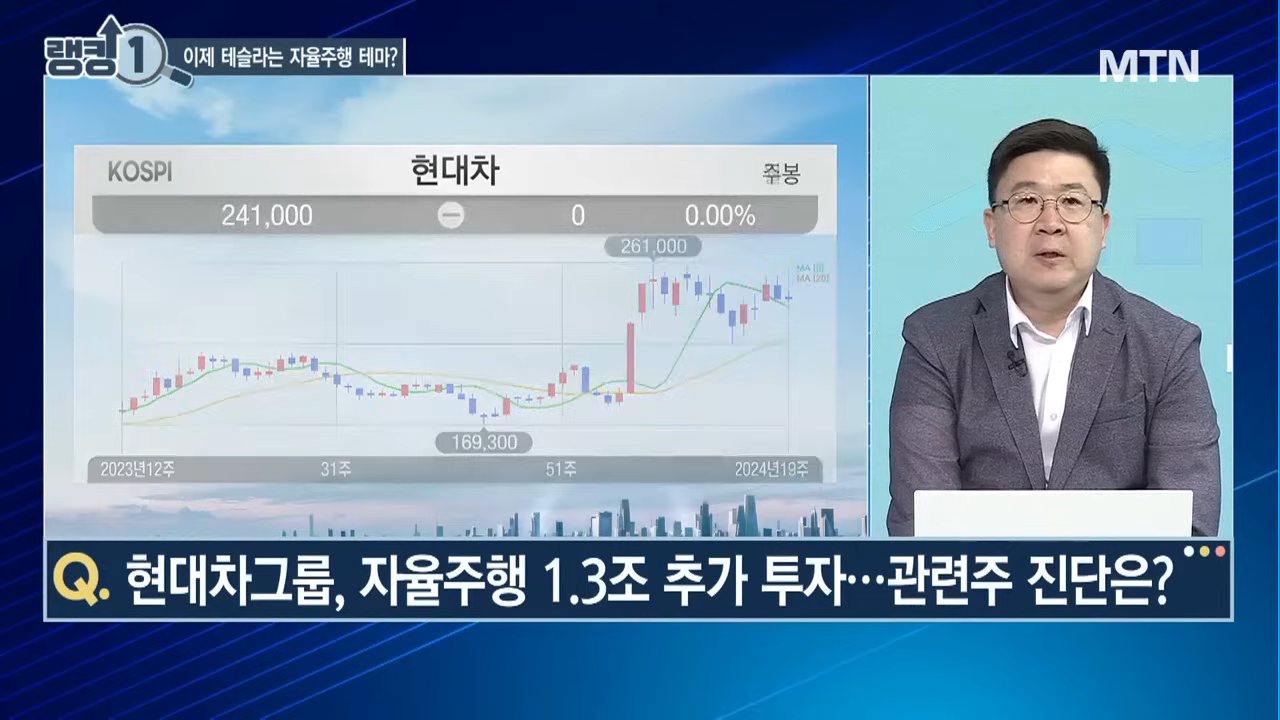 랭킹 1
이제 테슬라는 자율주행 테마?
MTN
KOSPI
현대차
주봉
241,000 0 0.00%
261,000
MA [20]
169,300
2023년12주 31주 51주 2024년19주
Q. 현대차그룹, 자율주행 1.3조 추가 투자…관련주 진단은?